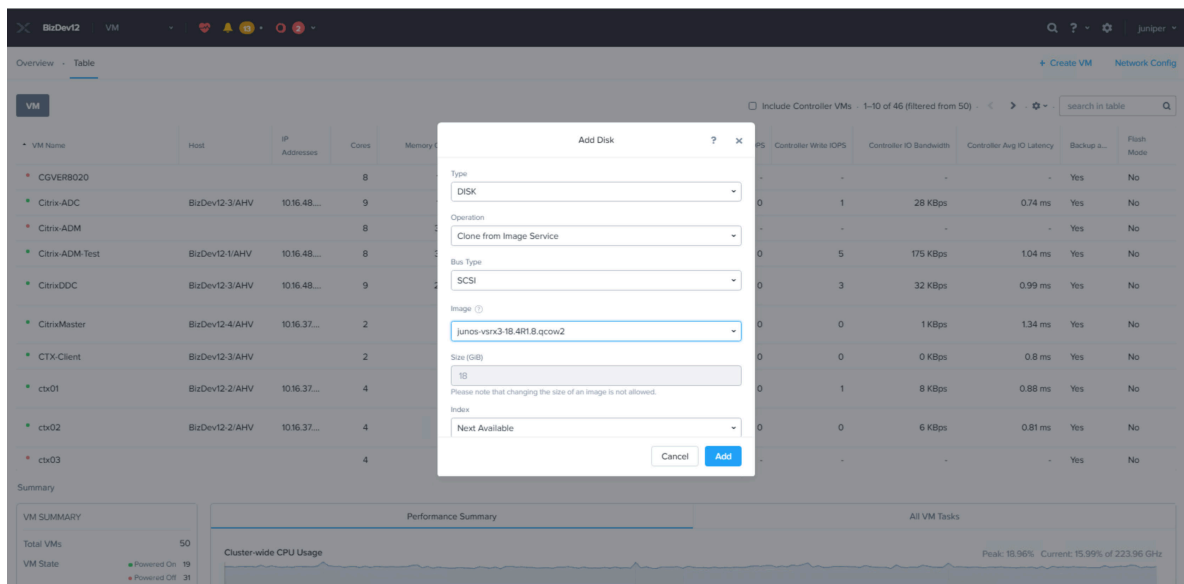 BizDev12 VM 13 2 ? juniper
Overview · Table + Create VM Network Config
VM Include Controller VMs · 1–10 of 46 (filtered from 50) · search in table
VM Name Host IP Addresses Cores Memory C PS Controller Write IOPS Controller IO Bandwidth Controller Avg IO Latency Backup a... Flash Mode
CGVER8020 8 - - - - Yes No
Citrix-ADC BizDev12-3/AHV 10.16.48.... 9 0 1 28 KBps 0.74 ms Yes No
Citrix-ADM 8 3 - - - - Yes No
Citrix-ADM-Test BizDev12-1/AHV 10.16.48.... 8 3 0 5 175 KBps 1.04 ms Yes No
CitrixDDC BizDev12-3/AHV 10.16.48.... 9 2 0 3 32 KBps 0.99 ms Yes No
CitrixMaster BizDev12-4/AHV 10.16.37.... 2 0 0 1 KBps 1.34 ms Yes No
CTX-Client BizDev12-3/AHV 2 0 0 0 KBps 0.8 ms Yes No
ctx01 BizDev12-2/AHV 10.16.37.... 4 0 1 8 KBps 0.88 ms Yes No
ctx02 BizDev12-2/AHV 10.16.37.... 4 0 0 6 KBps 0.81 ms Yes No
ctx03 4 - - - - Yes No
Add Disk ? ×
Type
DISK
Operation
Clone from Image Service
Bus Type
SCSI
Image ?
junos-vsrx3-18.4R1.8.qcow2
Size (GiB)
18
Please note that changing the size of an image is not allowed.
Index
Next Available
Cancel Add
Summary
VM SUMMARY
Total VMs 50
VM State Powered On 19
Powered Off 31
Performance Summary All VM Tasks
Cluster-wide CPU Usage Peak: 18.96% Current: 15.99% of 223.96 GHz